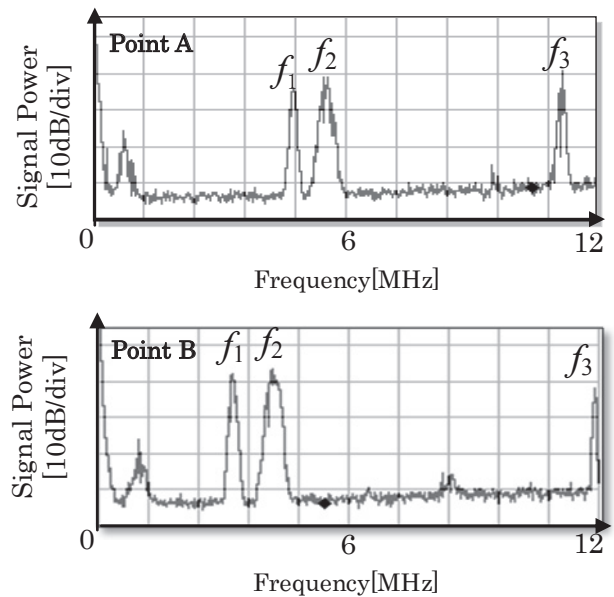 Point A
f1
f2
f3
Signal Power
[10dB/div]
0
6
12
Frequency[MHz]
Point B
f1
f2
f3
Signal Power
[10dB/div]
0
6
12
Frequency[MHz]